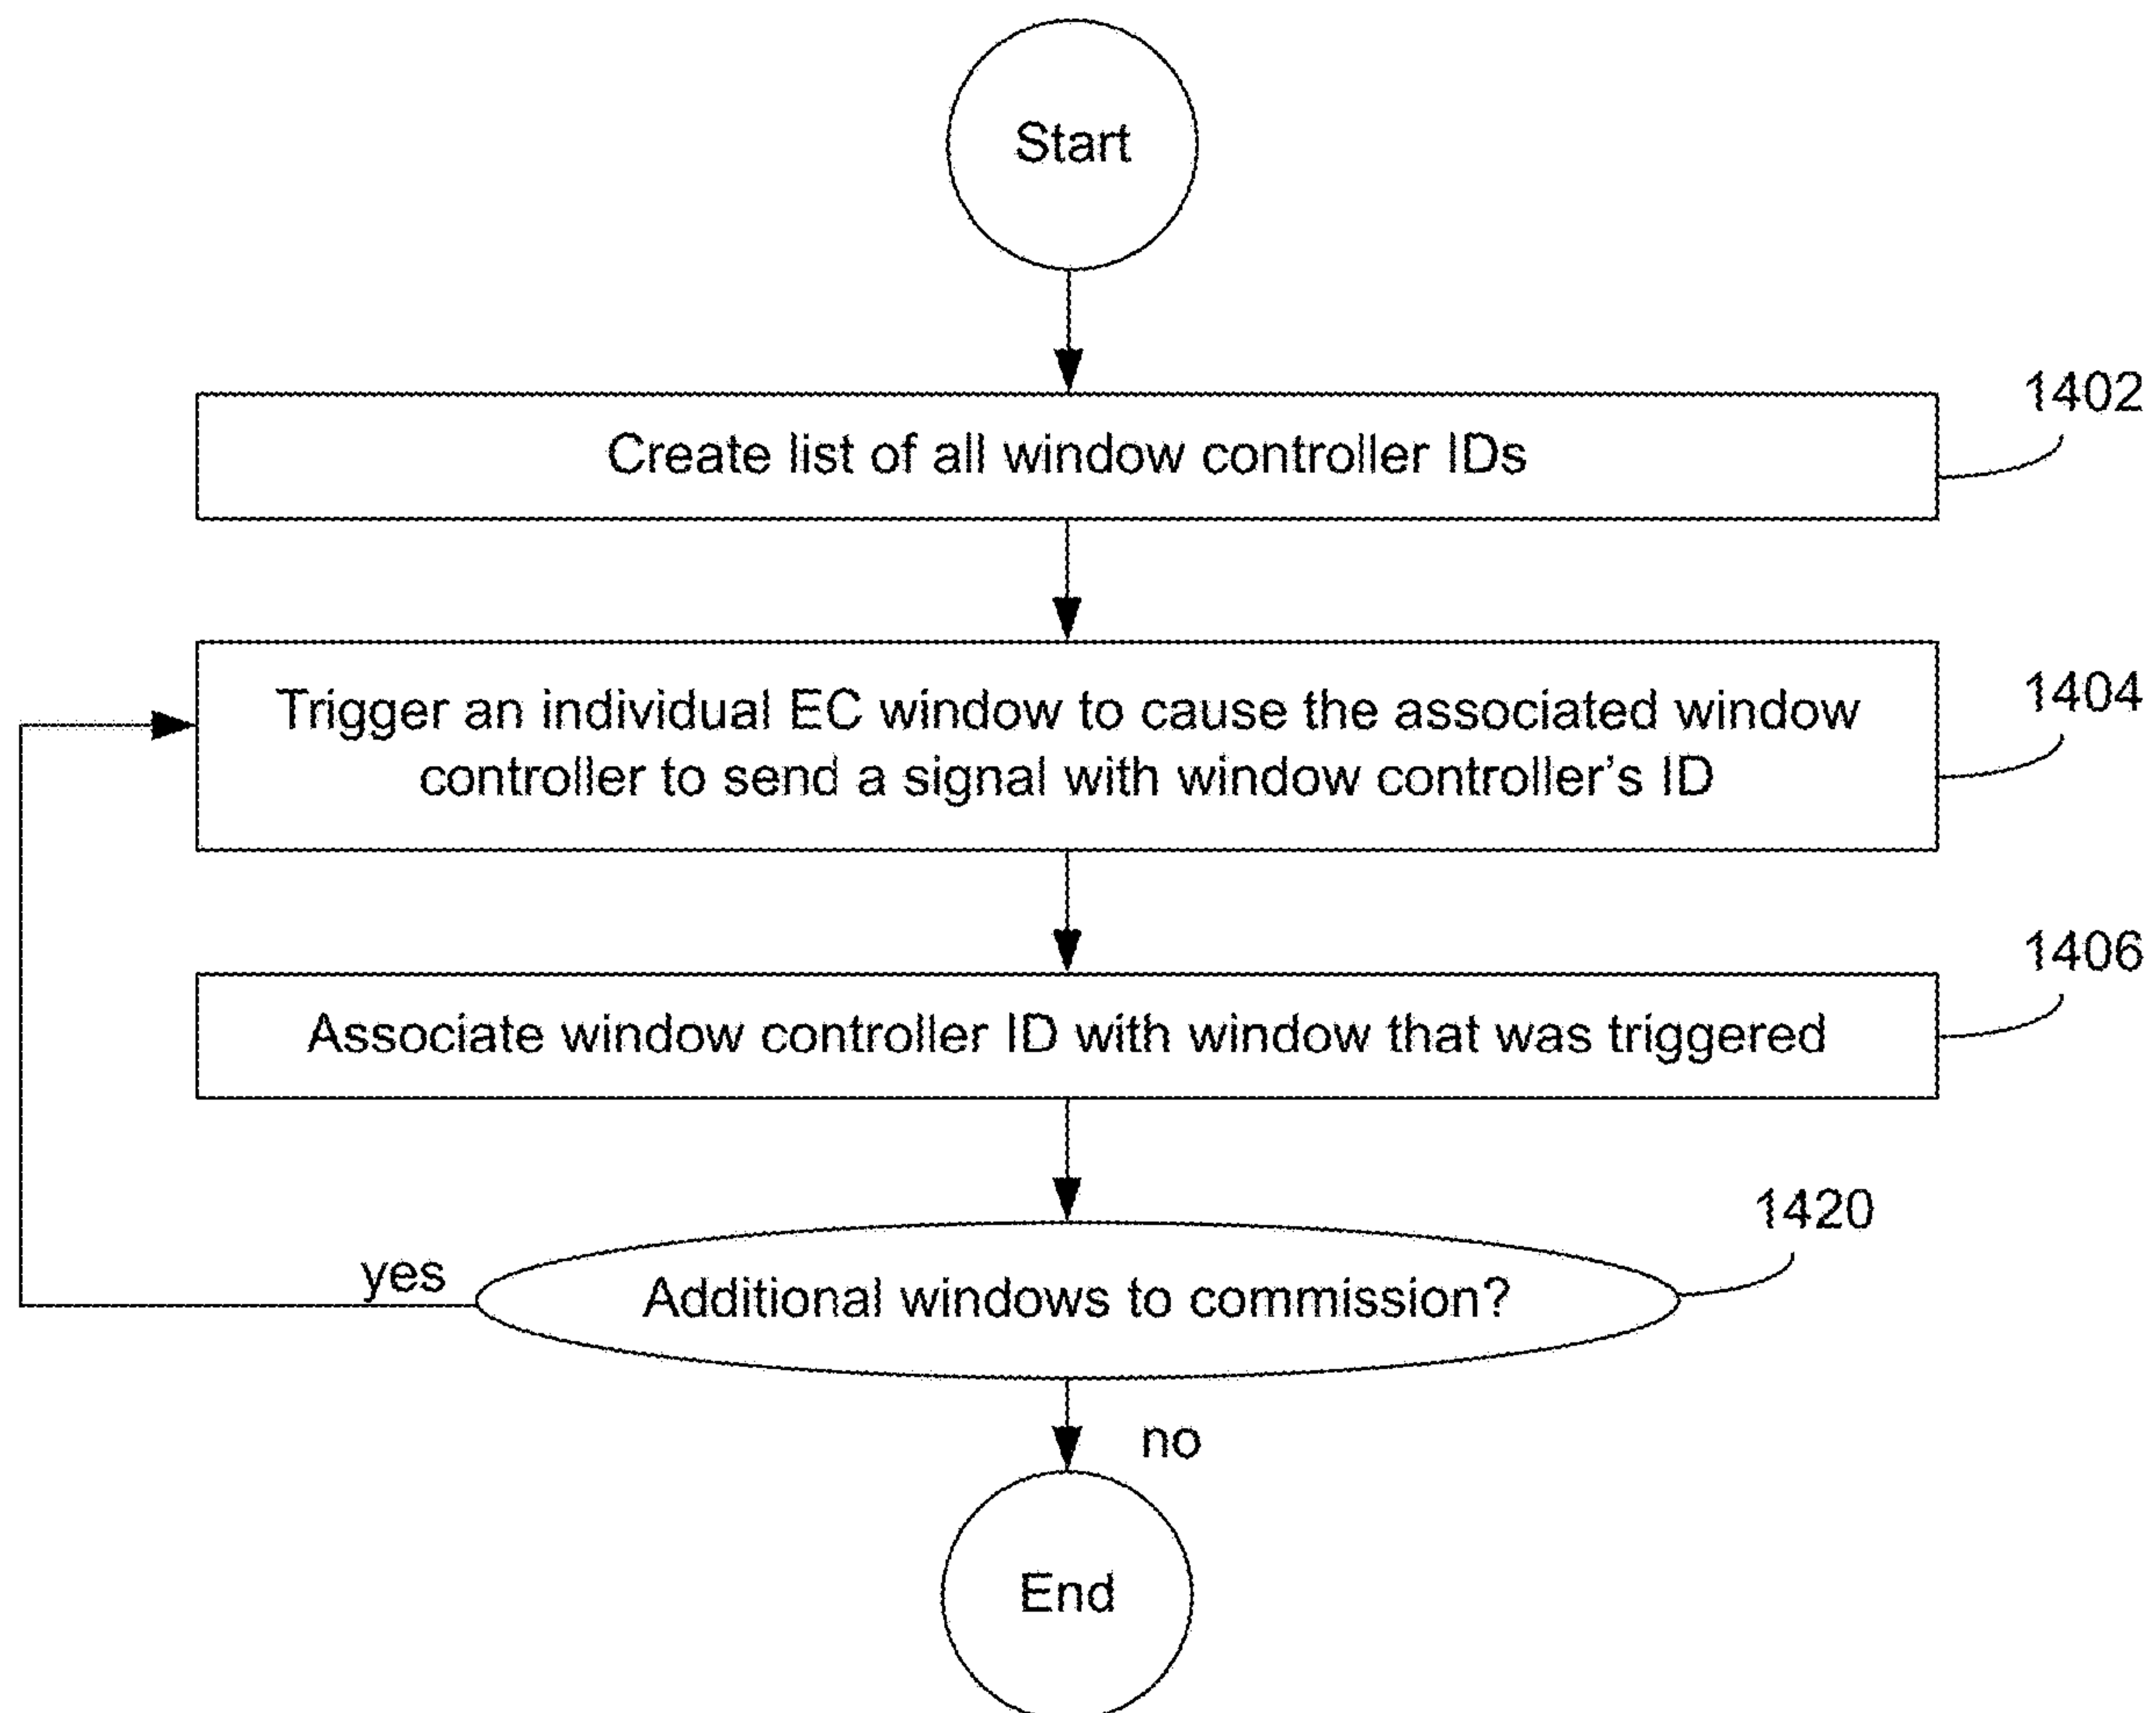 Start
1402
Create list of all window controller IDs
1404
Trigger an individual EC window to cause the associated window
controller to send a signal with window controller's ID
1406
Associate window controller ID with window that was triggered
1420
yes
Additional windows to commission?
no
End